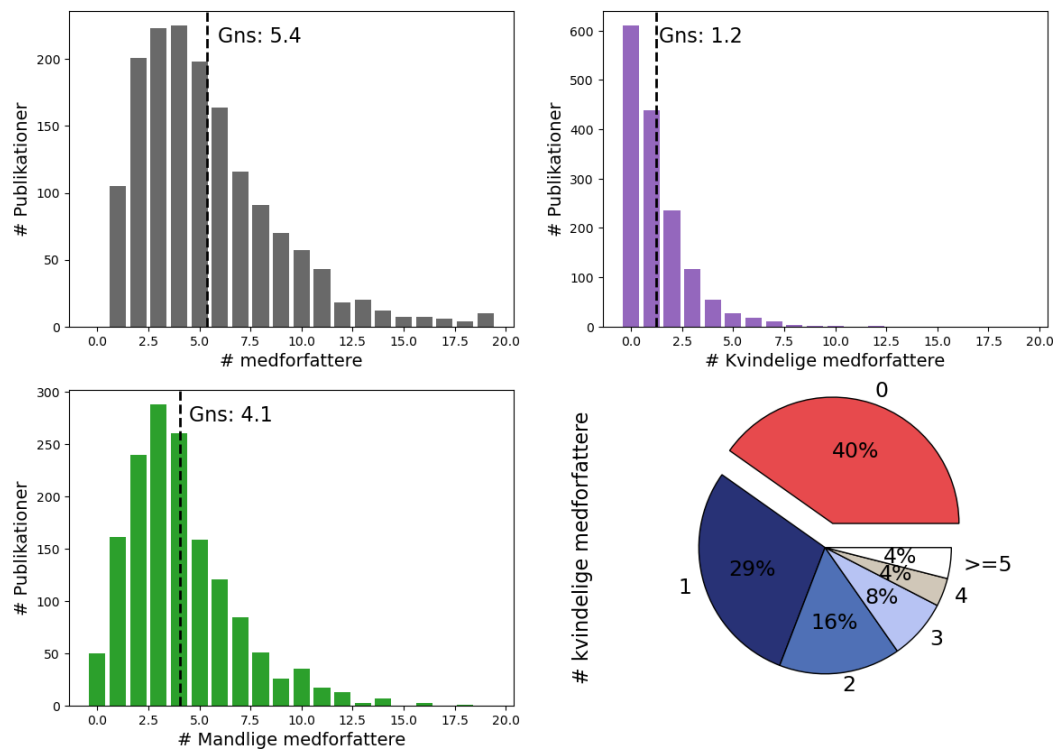 Gns: 5.4
# Publikationer
200
150
100
50
0
0.0 2.5 5.0 7.5 10.0 12.5 15.0 17.5 20.0
# medforfattere
Gns: 1.2
# Publikationer
600
500
400
300
200
100
0
0.0 2.5 5.0 7.5 10.0 12.5 15.0 17.5 20.0
# Kvindelige medforfattere
Gns: 4.1
# Publikationer
300
250
200
150
100
50
0
0.0 2.5 5.0 7.5 10.0 12.5 15.0 17.5 20.0
# Mandlige medforfattere
# kvindelige medforfattere
0
40%
1
29%
2
16%
3
8%
4
4%
>=5
4%